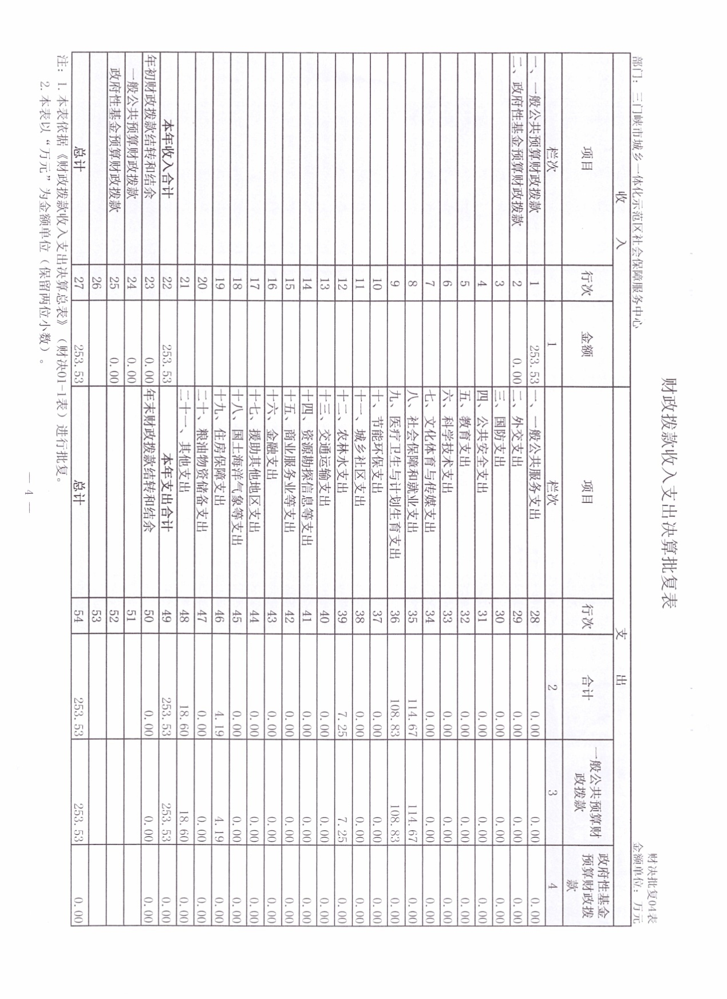 财政拨款收入支出决算批复表
财决批复04表
部门：三门峡市城乡一体化示范区社会保障服务中心 金额单位：万元
收 入 支 出
项目 行次 金额 项目 行次 合计 一般公共预算财政拨款 政府性基金预算财政拨款
栏次 1 栏次 2 3 4
一、一般公共预算财政拨款 1 253.53 一、一般公共服务支出 28 0.00 0.00 0.00
二、政府性基金预算财政拨款 2 0.00 二、外交支出 29 0.00 0.00 0.00
3 三、国防支出 30 0.00 0.00 0.00
4 四、公共安全支出 31 0.00 0.00 0.00
5 五、教育支出 32 0.00 0.00 0.00
6 六、科学技术支出 33 0.00 0.00 0.00
7 七、文化体育与传媒支出 34 0.00 0.00 0.00
8 八、社会保障和就业支出 35 114.67 114.67 0.00
9 九、医疗卫生与计划生育支出 36 108.83 108.83 0.00
10 十、节能环保支出 37 0.00 0.00 0.00
11 十一、城乡社区支出 38 0.00 0.00 0.00
12 十二、农林水支出 39 7.25 7.25 0.00
13 十三、交通运输支出 40 0.00 0.00 0.00
14 十四、资源勘探信息等支出 41 0.00 0.00 0.00
15 十五、商业服务业等支出 42 0.00 0.00 0.00
16 十六、金融支出 43 0.00 0.00 0.00
17 十七、援助其他地区支出 44 0.00 0.00 0.00
18 十八、国土海洋气象等支出 45 0.00 0.00 0.00
19 十九、住房保障支出 46 4.19 4.19 0.00
20 二十、粮油物资储备支出 47 0.00 0.00 0.00
21 二十一、其他支出 48 18.60 18.60 0.00
本年收入合计 22 253.53 本年支出合计 49 253.53 253.53 0.00
年初财政拨款结转和结余 23 0.00 年末财政拨款结转和结余 50 0.00 0.00 0.00
一般公共预算财政拨款 24 0.00 51
政府性基金预算财政拨款 25 0.00 52
26 53
总计 27 253.53 总计 54 253.53 253.53 0.00
注：1.本表依据《财政拨款收入支出决算总表》（财决01-1表）进行批复。
2.本表以“万元”为金额单位（保留两位小数）。
— 4 —